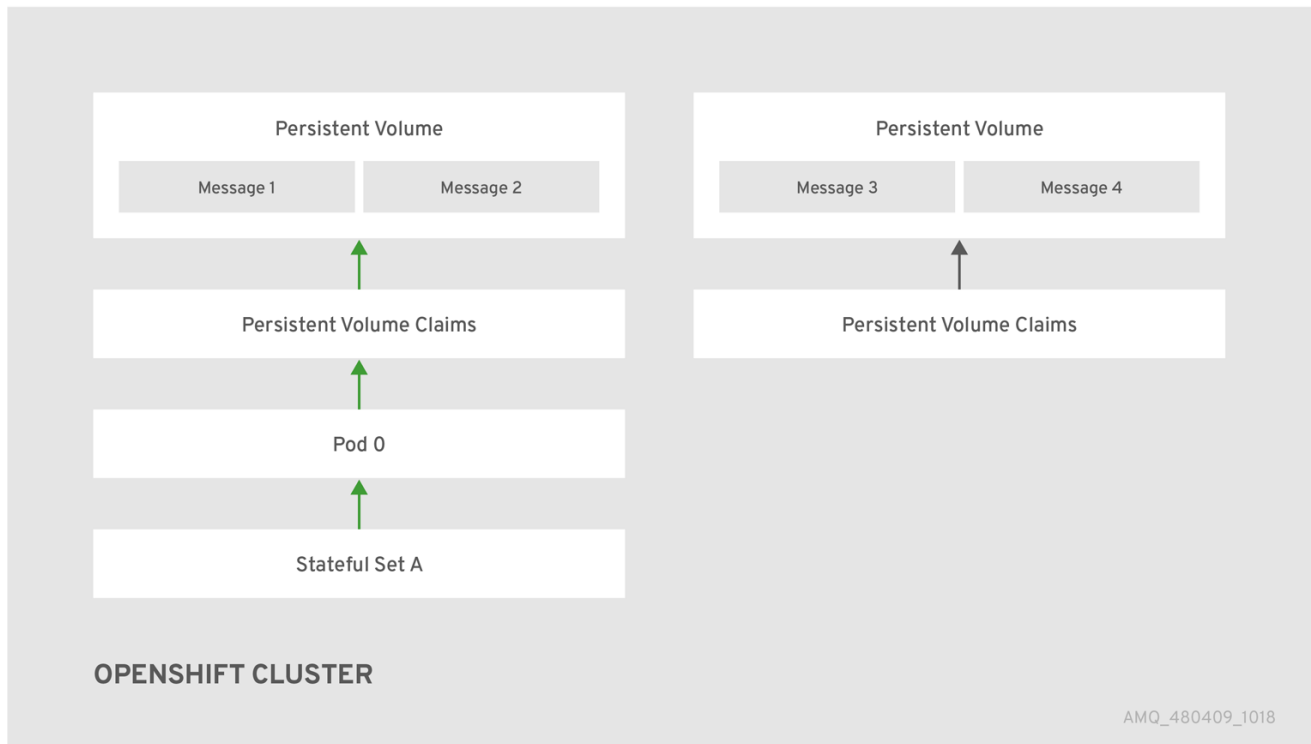 Persistent Volume
Message 1
Message 2
Persistent Volume Claims
Pod 0
Stateful Set A
Persistent Volume
Message 3
Message 4
Persistent Volume Claims
OPENSHIFT CLUSTER
AMQ_480409_1018